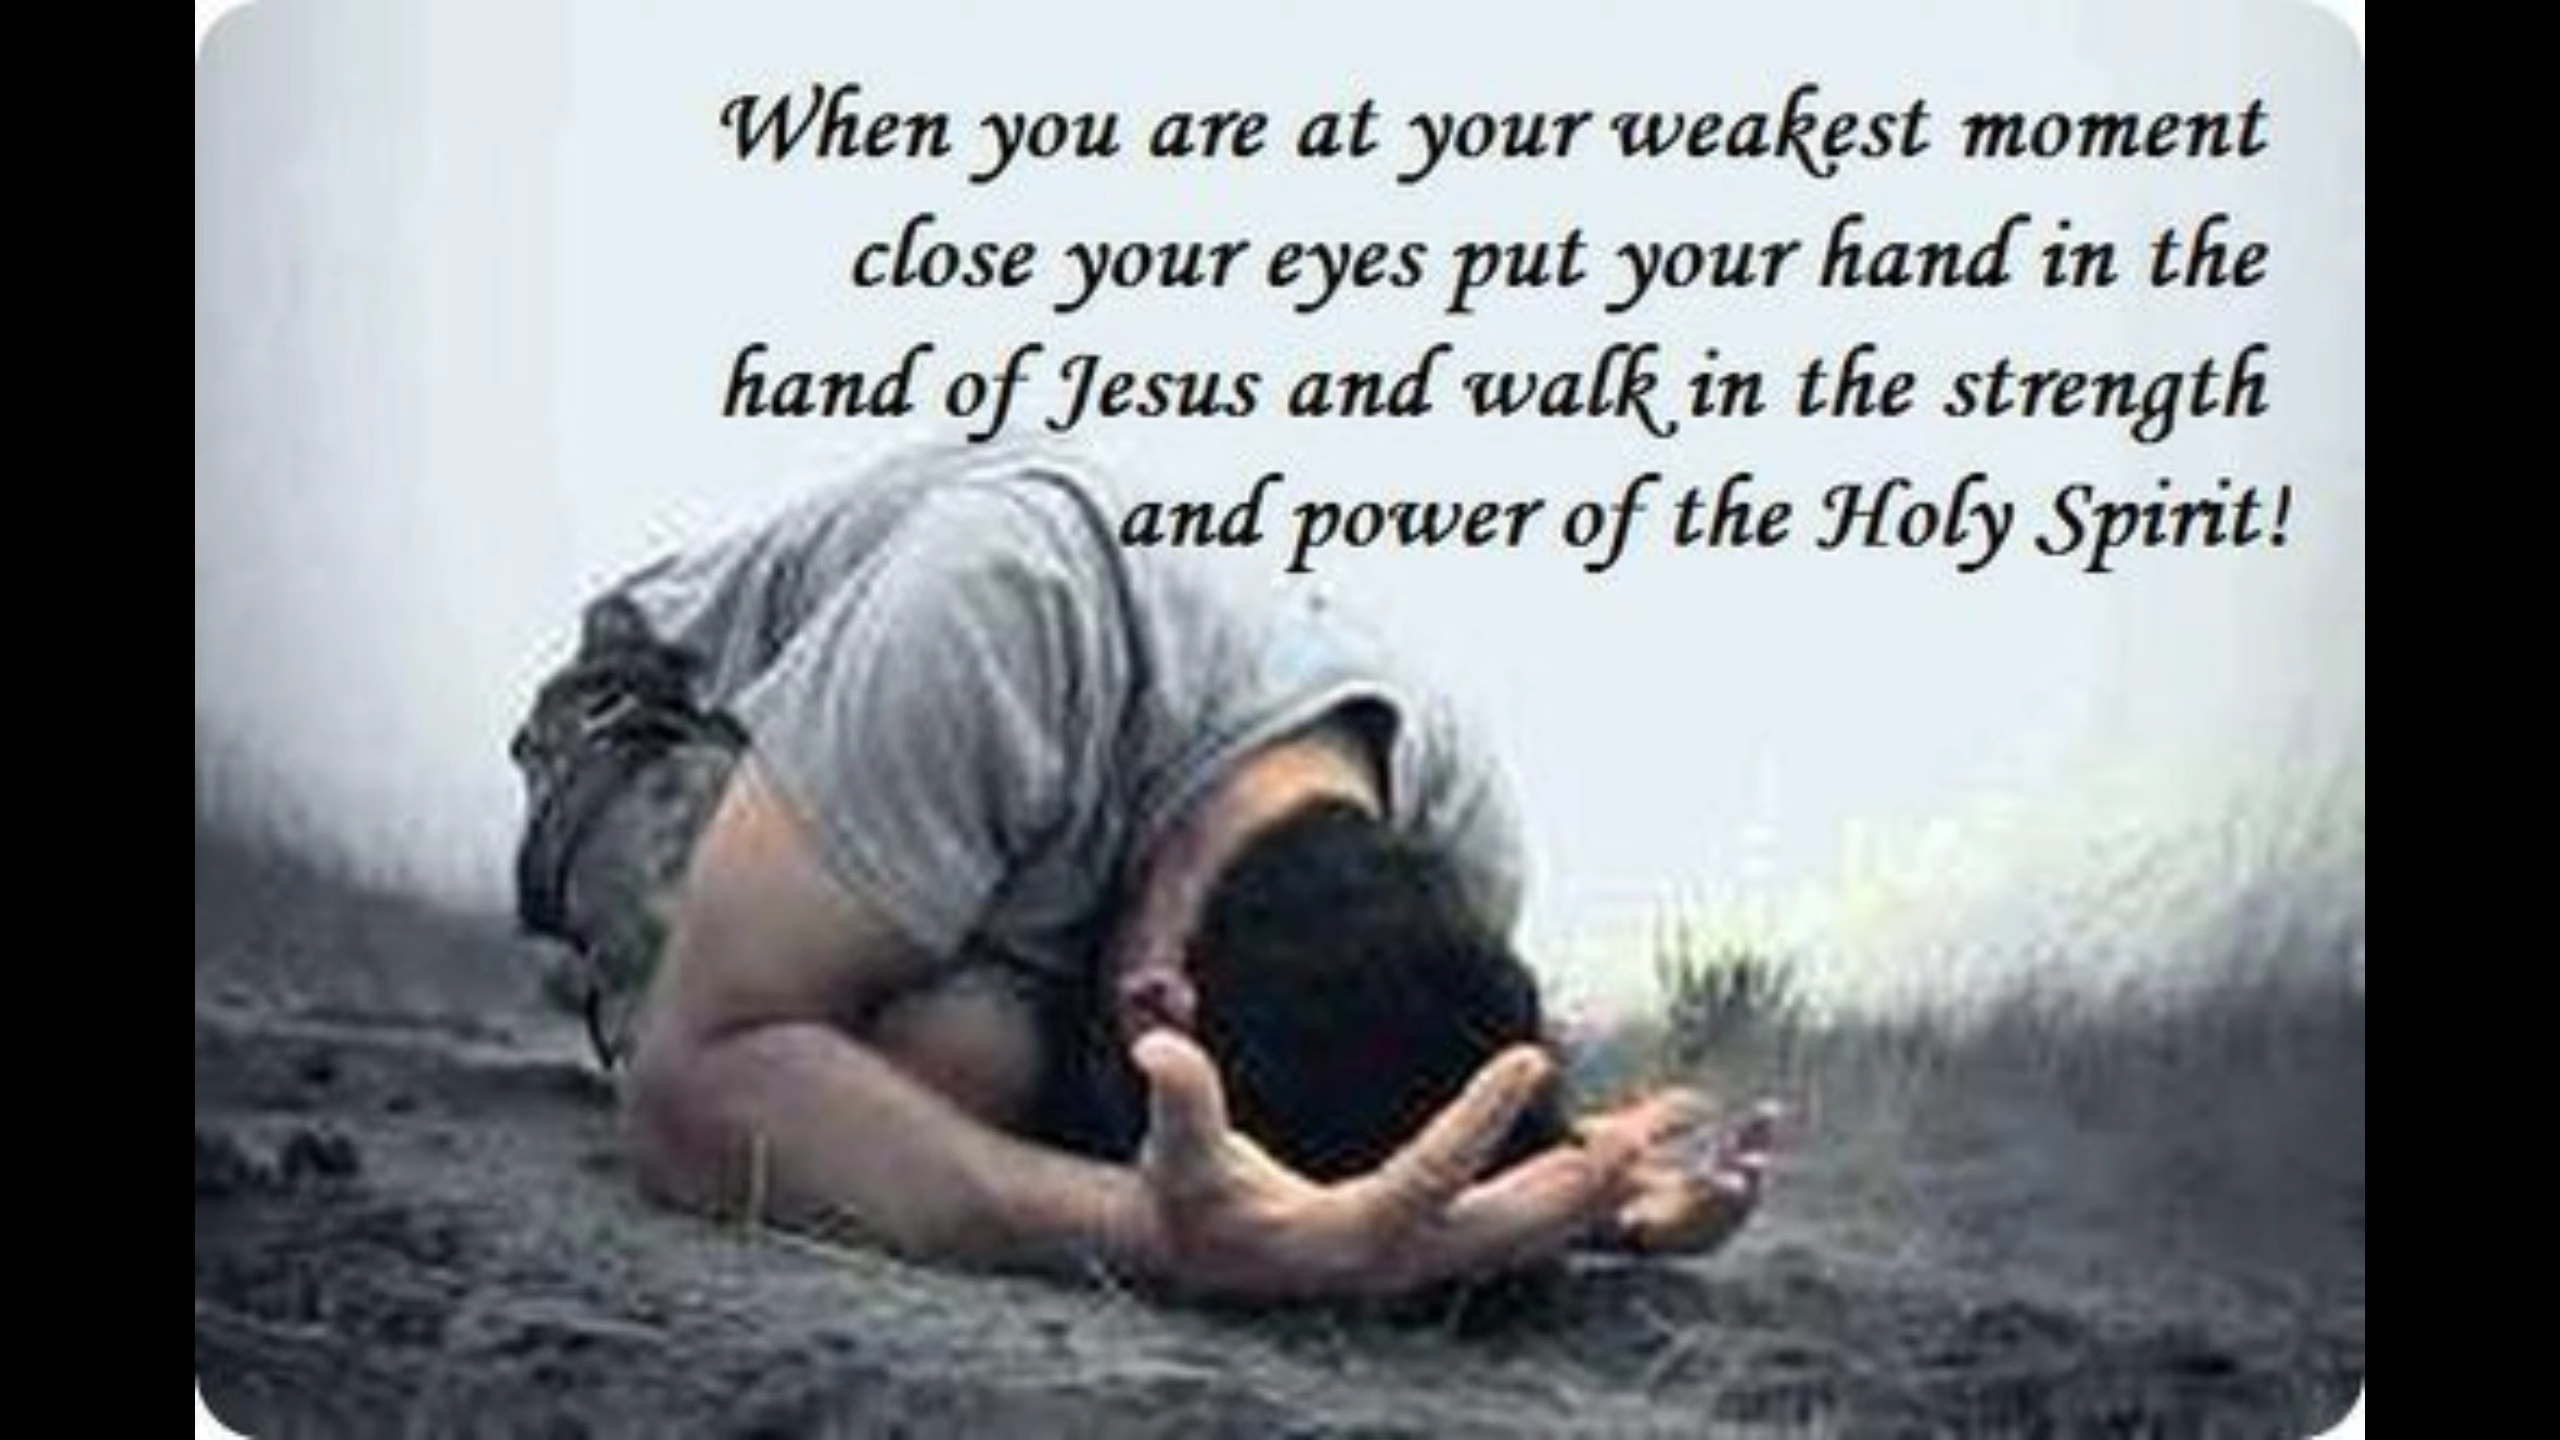 When you are at your weakest moment
close your eyes put your hand in the
hand of Jesus and walk in the strength
and power of the Holy Spirit!